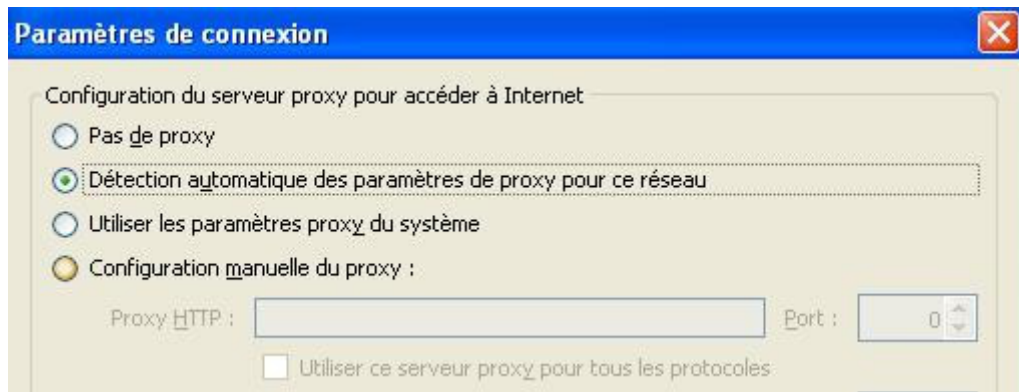 Paramètres de connexion
Configuration du serveur proxy pour accéder à Internet
Pas de proxy
Détection automatique des paramètres de proxy pour ce réseau
Utiliser les paramètres proxy du système
Configuration manuelle du proxy :
Proxy HTTP : Port : 0
Utiliser ce serveur proxy pour tous les protocoles